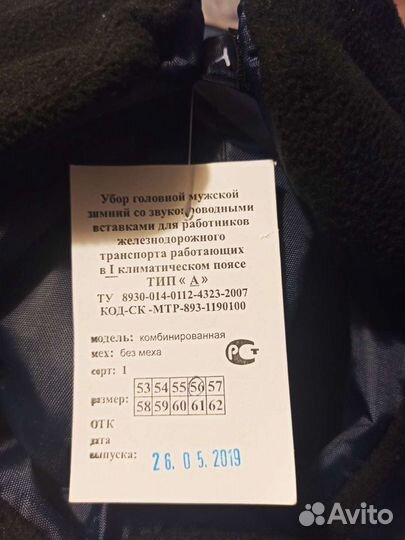 Убор головной мужской
зимний со звукопроводными
вставками для работников
железнодорожного
транспорта работающих
в I климатическом поясе
ТИП « А »
ТУ 8930-014-0112-4323-2007
КОД-СК -МТР-893-1190100
модель: комбинированная
мех: без меха
сорт: 1
размер:
53 54 55 56 57
58 59 60 61 62
ОТК
дата
выпуска: 26.05.2019
РСТ
Avito